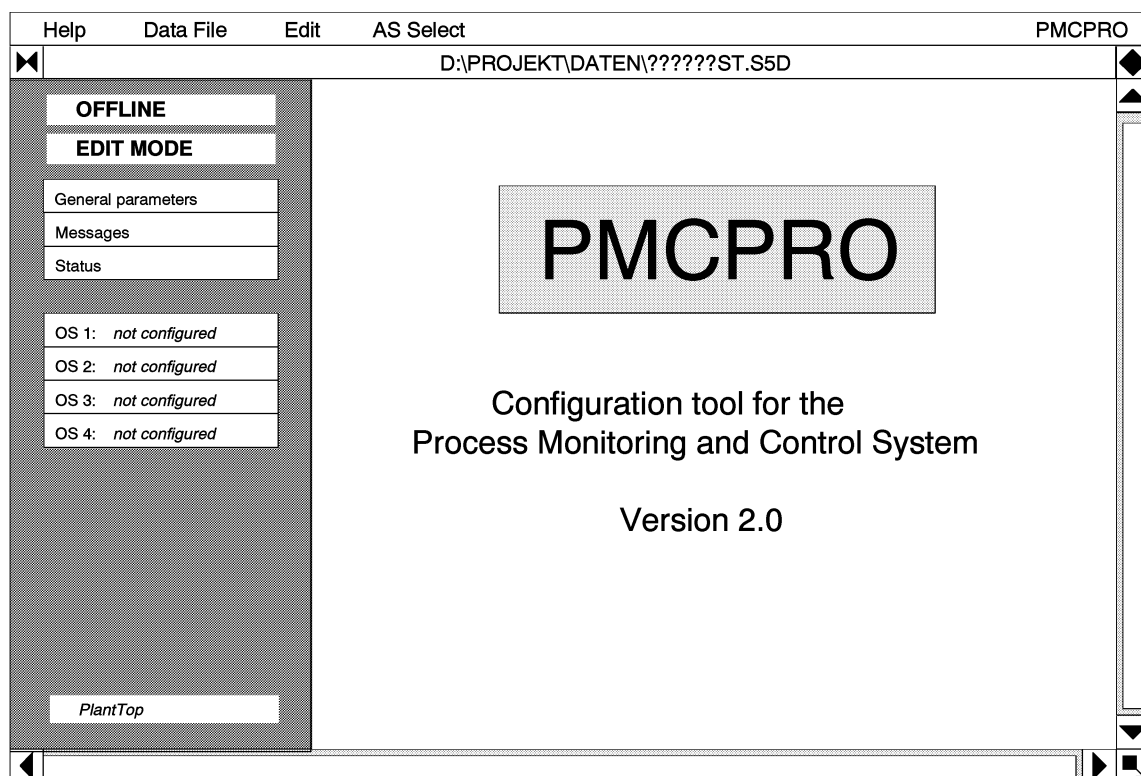 Help Data File Edit AS Select PMCPRO
D:\PROJEKT\DATEN\??????ST.S5D
OFFLINE
EDIT MODE
General parameters
Messages
Status
OS 1: not configured
OS 2: not configured
OS 3: not configured
OS 4: not configured
PlantTop
PMCPRO
Configuration tool for the
Process Monitoring and Control System
Version 2.0